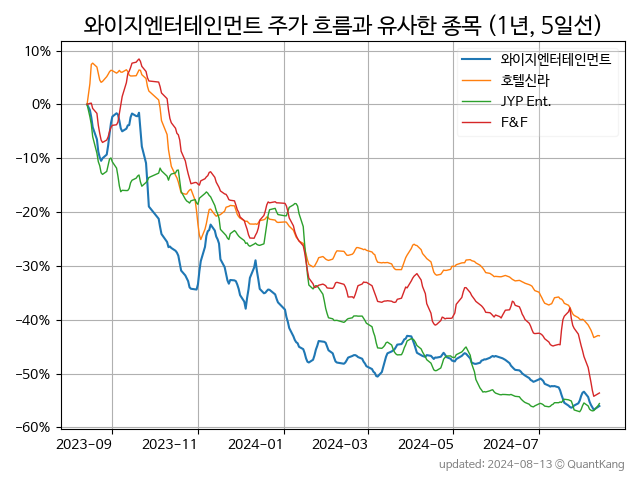 와이지엔터테인먼트 주가 흐름과 유사한 종목 (1년, 5일선)
와이지엔터테인먼트
호텔신라
JYP Ent.
F&F
10%
0%
-10%
-20%
-30%
-40%
-50%
-60%
2023-09 2023-11 2024-01 2024-03 2024-05 2024-07
updated: 2024-08-13 © QuantKang